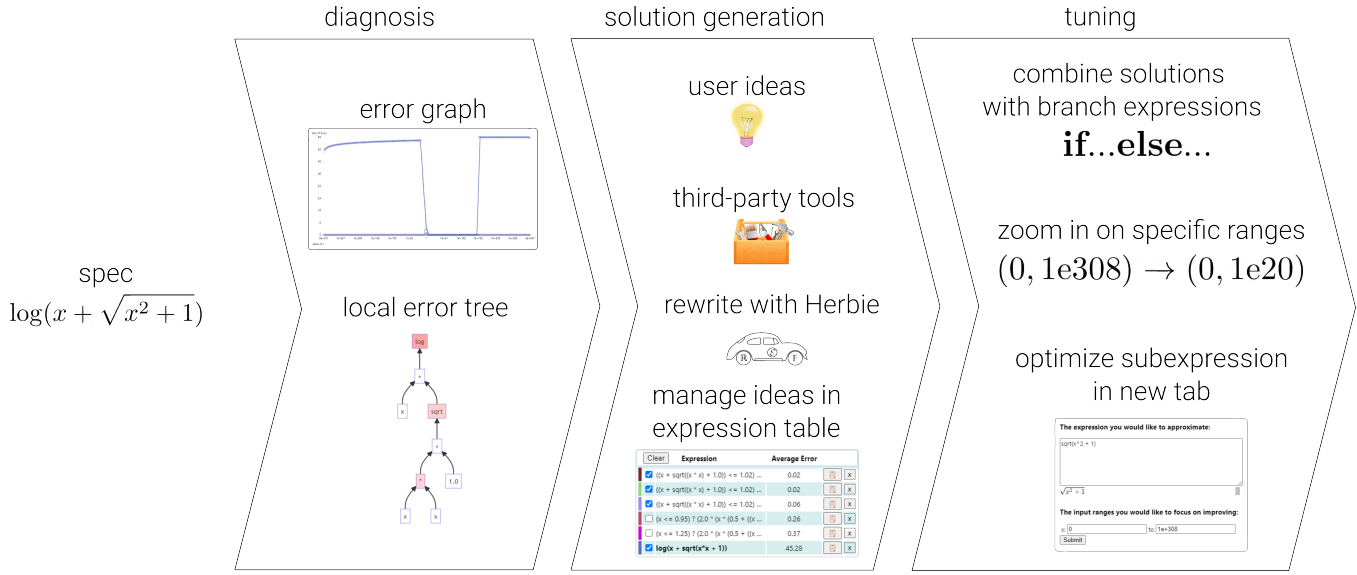 diagnosis
solution generation
tuning
spec
log(x + √x² + 1)
error graph
local error tree
log
+
x
sqrt
+
*
1.0
x
x
user ideas
third-party tools
rewrite with Herbie
R
F
manage ideas in
expression table
Clear
Expression
Average Error
((x + sqrt((x * x) + 1.0)) <= 1.02) ...
0.02
x
((x + sqrt((x * x) + 1.0)) <= 1.02) ...
0.02
x
((x + sqrt((x * x) + 1.0)) <= 1.02) ...
0.06
x
(x <= 0.95) ? (2.0 * (x * (0.5 + ((x ...
0.26
x
(x <= 1.25) ? (2.0 * (x * (0.5 + ((x ...
0.37
x
log(x + sqrt(x*x + 1))
45.28
x
combine solutions
with branch expressions
if...else...
zoom in on specific ranges
(0, 1e308) → (0, 1e20)
optimize subexpression
in new tab
The expression you would like to approximate:
sqrt(x^2 + 1)
√x² + 1
The input ranges you would like to focus on improving:
x: 0 to 1e+308
Submit